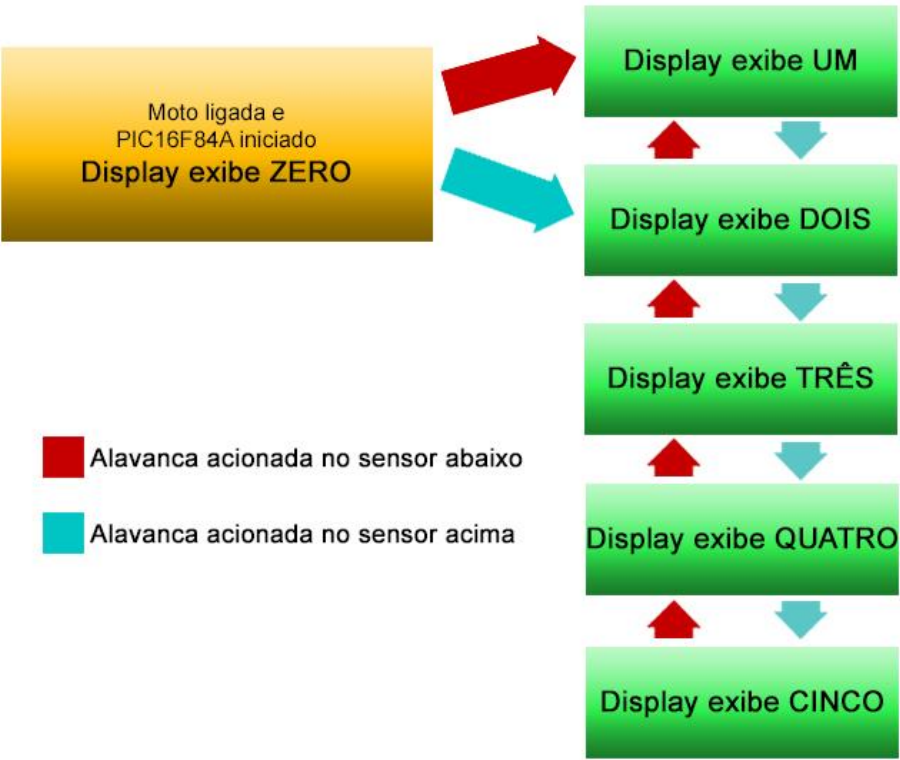 Moto ligada e
PIC16F84A iniciado
Display exibe ZERO
Display exibe UM
Display exibe DOIS
Display exibe TRÊS
Display exibe QUATRO
Display exibe CINCO
Alavanca acionada no sensor abaixo
Alavanca acionada no sensor acima